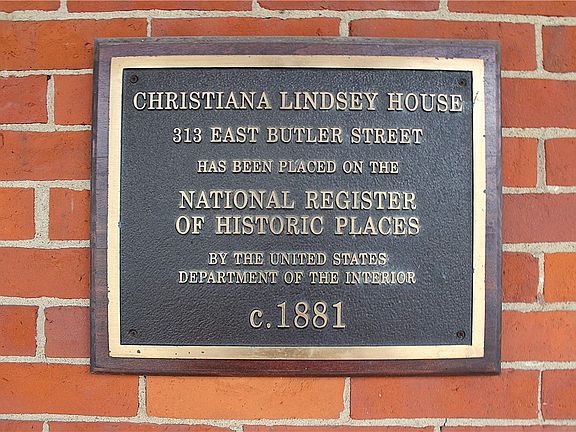 CHRISTIANA LINDSEY HOUSE
313 EAST BUTLER STREET
HAS BEEN PLACED ON THE
NATIONAL REGISTER
OF HISTORIC PLACES
BY THE UNITED STATES
DEPARTMENT OF THE INTERIOR
c.1881